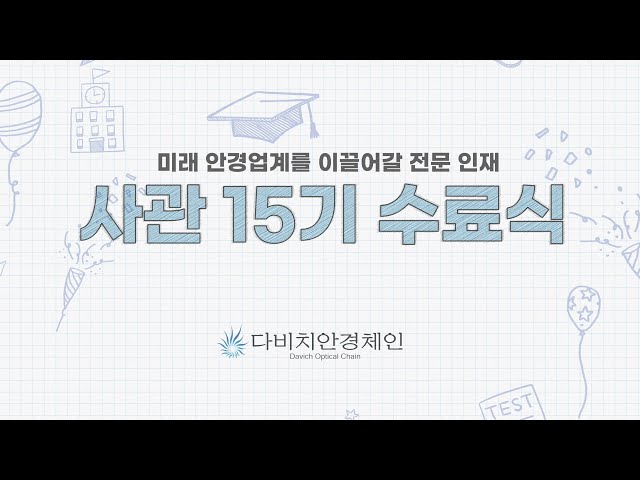 미래 안경업계를 이끌어갈 전문 인재
사관 15기 수료식
다비치안경체인
Davich Optical Chain
TEST